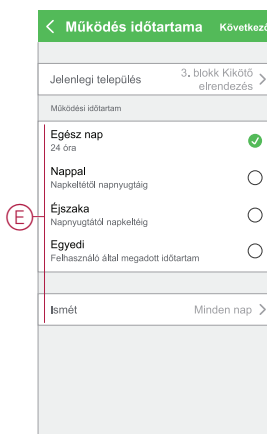 Működés időtartama Következő
Jelenlegi település 3. blokk Kikötő
elrendezés
Működési időtartam
Egész nap
24 óra
Nappal
Napkeltétől napnyugtáig
Éjszaka
Napnyugtától napkeltéig
E
Egyedi
Felhasználó által megadott időtartam
Ismét Minden nap